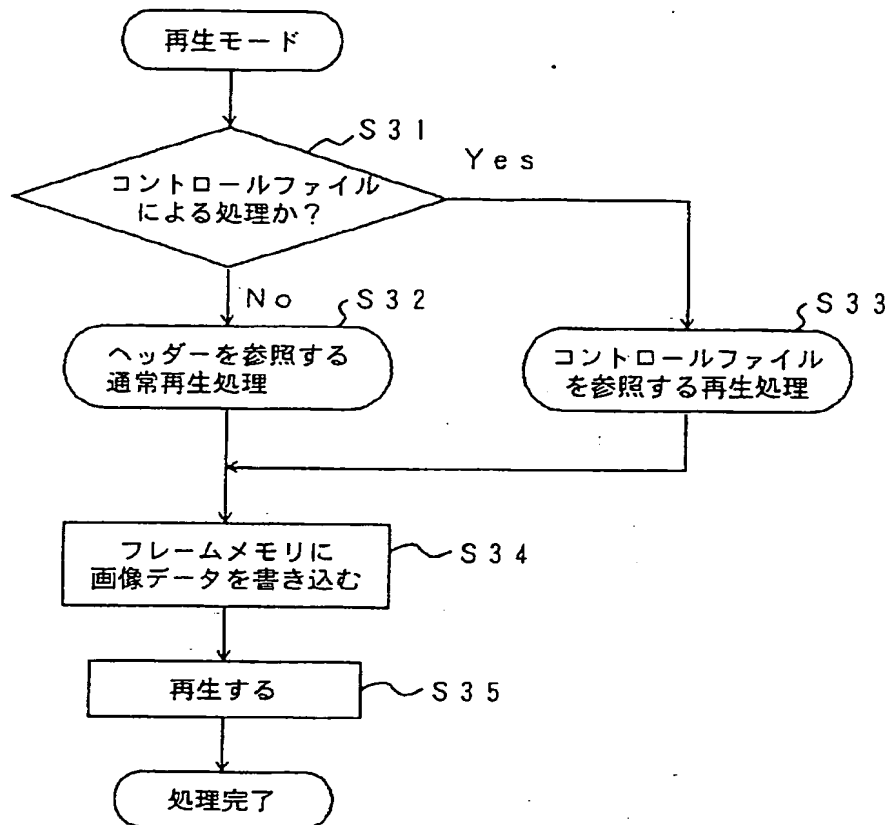 再生モード
S31
Yes
コントロールファイル
による処理か？
No
S32
S33
ヘッダーを参照する
通常再生処理
コントロールファイル
を参照する再生処理
フレームメモリに
画像データを書き込む
S34
再生する
S35
処理完了